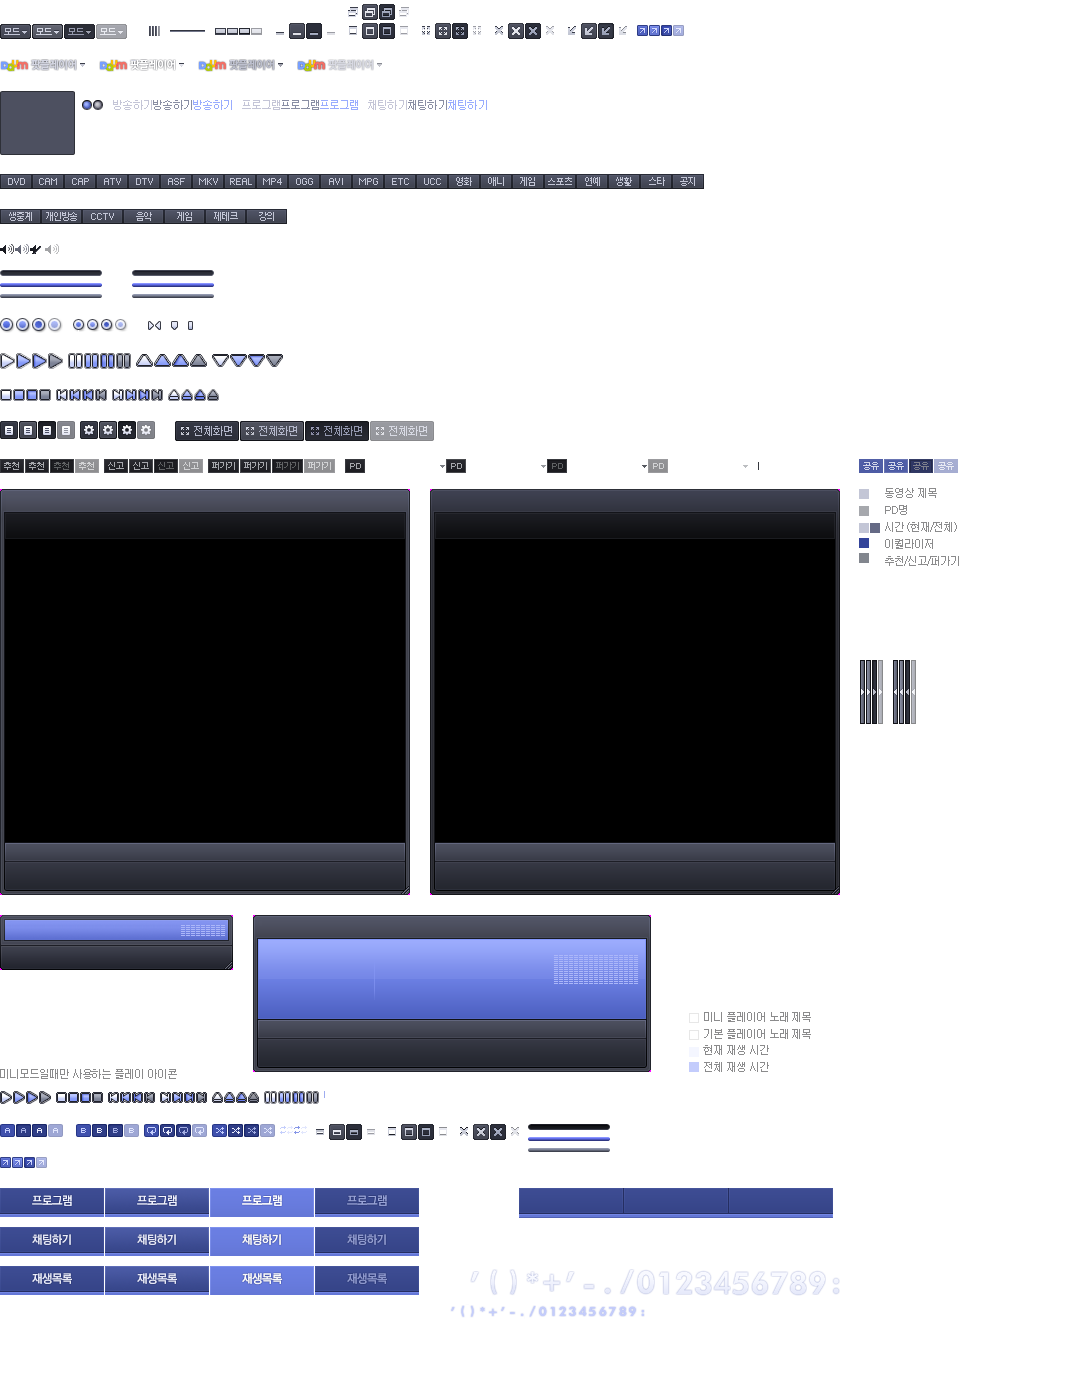 모드 모드 모드 모드
Daum 팟플레이어 Daum 팟플레이어 Daum 팟플레이어 Daum 팟플레이어
방송하기 방송하기 방송하기 프로그램 프로그램 프로그램 채팅하기 채팅하기 채팅하기
DVD CAM CAP ATV DTV ASF MKV REAL MP4 OGG AVI MPG ETC UCC 영화 애니 게임 스포츠 연예 생활 스타 공지
생중계 개인방송 CCTV 음악 게임 재테크 강의
전체화면 전체화면 전체화면 전체화면
추천 추천 추천 추천 신고 신고 신고 신고 퍼가기 퍼가기 퍼가기 퍼가기 PD PD PD PD 공유 공유 공유 공유
동영상 제목
PD명
시간 (현재/전체)
이퀄라이저
추천/신고/퍼가기
미니 플레이어 노래 제목
기본 플레이어 노래 제목
현재 재생 시간
전체 재생 시간
미니모드일때만 사용하는 플레이 아이콘
A A A A B B B B
프로그램 프로그램 프로그램 프로그램
채팅하기 채팅하기 채팅하기 채팅하기
재생목록 재생목록 재생목록 재생목록
'()*+'-./0123456789:
'()*+'-./0123456789: